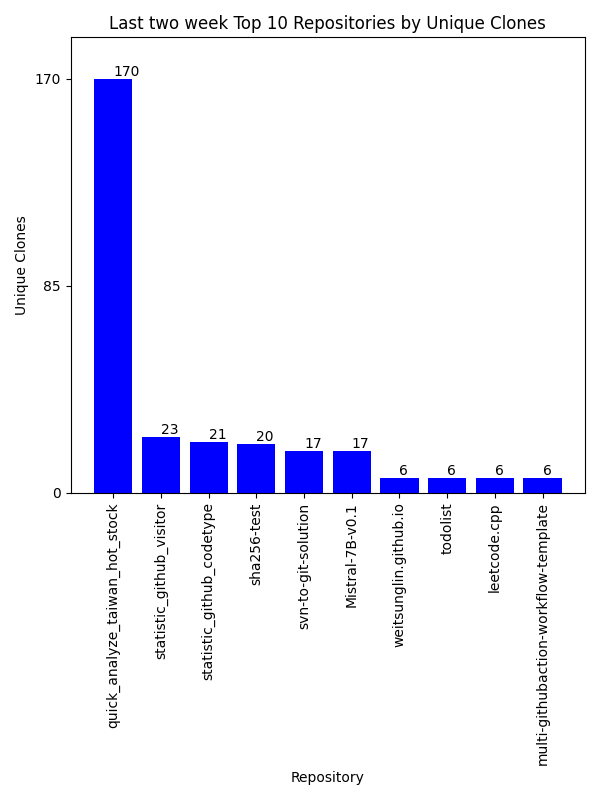 Last two week Top 10 Repositories by Unique Clones
Unique Clones
170
85
0
170
23
21
20
17
17
6
6
6
6
quick_analyze_taiwan_hot_stock
statistic_github_visitor
statistic_github_codetype
sha256-test
svn-to-git-solution
Mistral-7B-v0.1
weitsunglin.github.io
todolist
leetcode.cpp
multi-githubaction-workflow-template
Repository